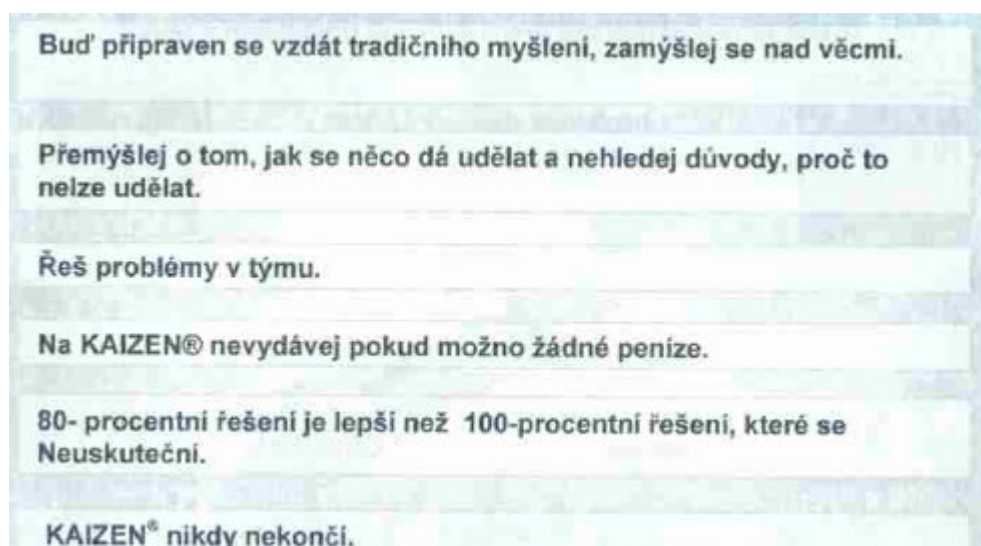 Buď připraven se vzdát tradičního myšlení, zamýšlej se nad věcmi.
Přemýšlej o tom, jak se něco dá udělat a nehledej důvody, proč to
nelze udělat.
Řeš problémy v týmu.
Na KAIZEN® nevydávej pokud možno žádné peníze.
80- procentní řešení je lepší než 100-procentní řešení, které se
Neuskuteční.
KAIZEN® nikdy nekončí.